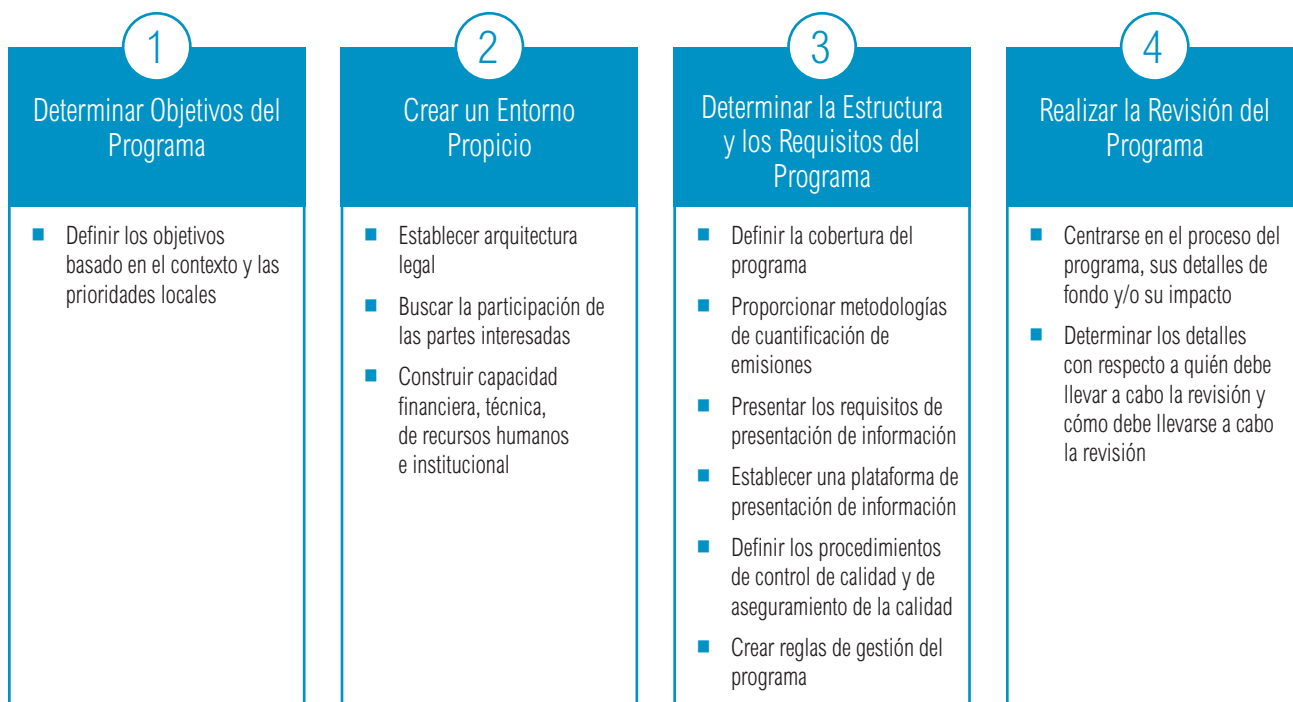 1
Determinar Objetivos del
Programa
■ Definir los objetivos
basado en el contexto y las
prioridades locales
2
Crear un Entorno
Propicio
■ Establecer arquitectura
legal
■ Buscar la participación de
las partes interesadas
■ Construir capacidad
financiera, técnica,
de recursos humanos
e institucional
3
Determinar la Estructura
y los Requisitos del
Programa
■ Definir la cobertura del
programa
■ Proporcionar metodologías
de cuantificación de
emisiones
■ Presentar los requisitos de
presentación de información
■ Establecer una plataforma de
presentación de información
■ Definir los procedimientos
de control de calidad y de
aseguramiento de la calidad
■ Crear reglas de gestión del
programa
4
Realizar la Revisión del
Programa
■ Centrarse en el proceso del
programa, sus detalles de
fondo y/o su impacto
■ Determinar los detalles
con respecto a quién debe
llevar a cabo la revisión y
cómo debe llevarse a cabo
la revisión